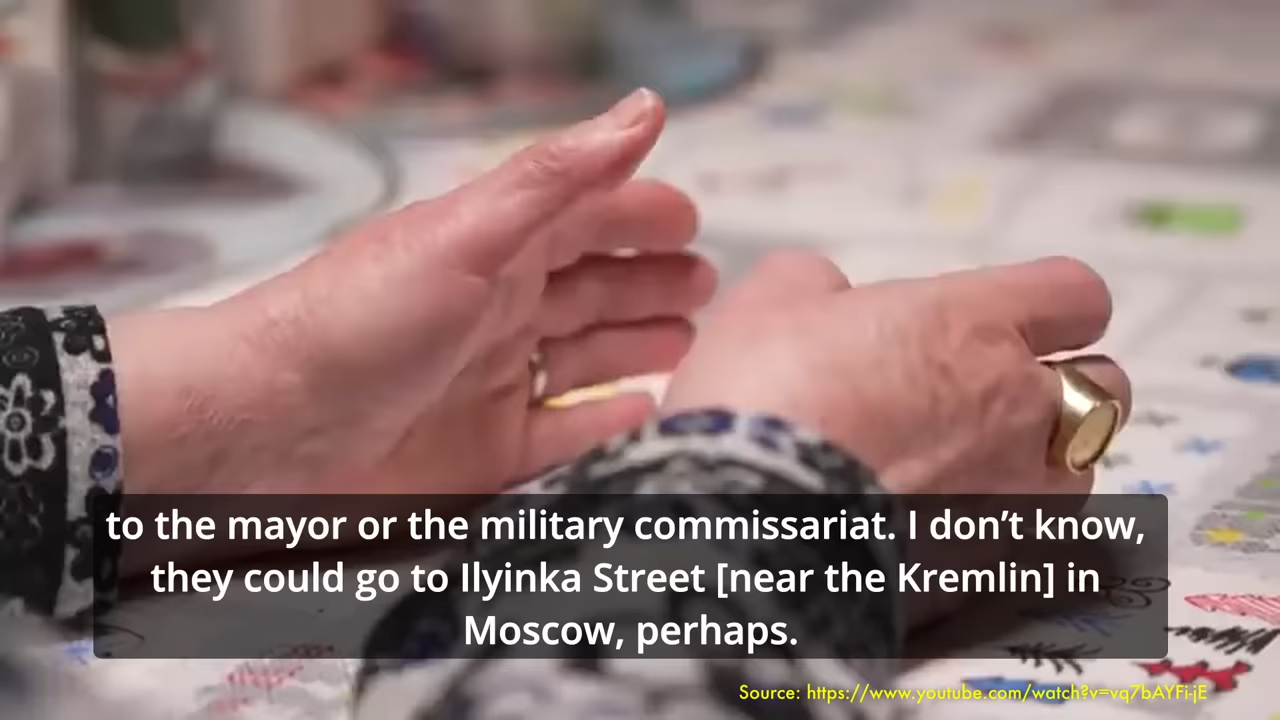 to the mayor or the military commissariat. I don’t know,
they could go to Ilyinka Street [near the Kremlin] in
Moscow, perhaps.
Source: https://www.youtube.com/watch?v=vq7bAYFi-jE